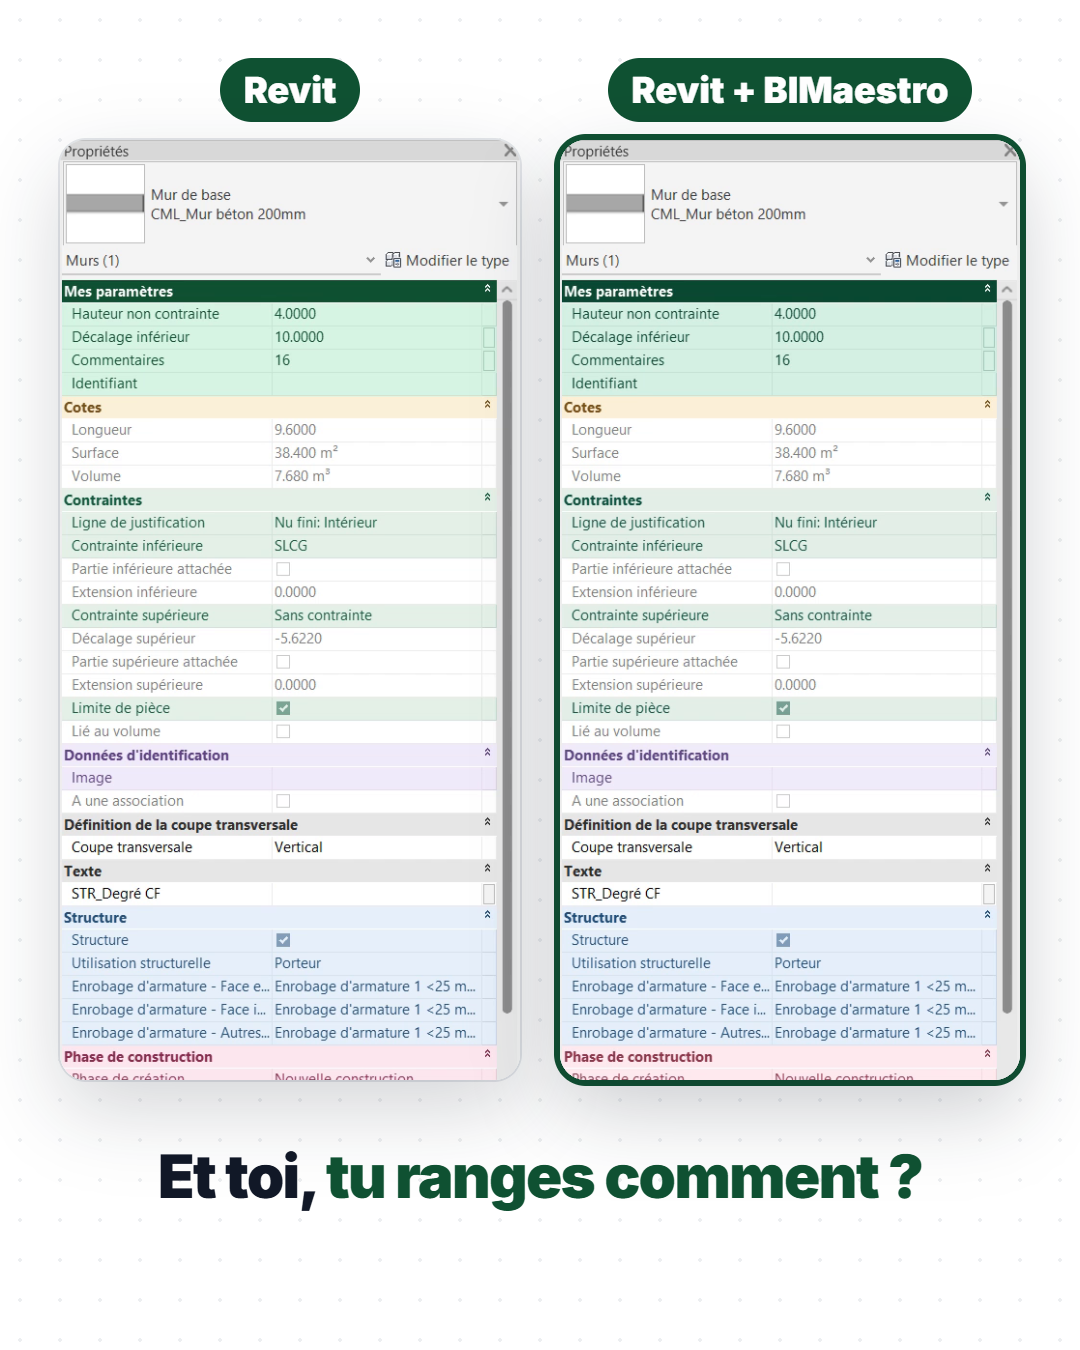 Revit
Revit + BIMaestro
Propriétés
Mur de base
CML_Mur béton 200mm
Murs (1) Modifier le type
Mes paramètres
Hauteur non contrainte 4.0000
Décalage inférieur 10.0000
Commentaires 16
Identifiant
Cotes
Longueur 9.6000
Surface 38.400 m²
Volume 7.680 m³
Contraintes
Ligne de justification Nu fini: Intérieur
Contrainte inférieure SLCG
Partie inférieure attachée
Extension inférieure 0.0000
Contrainte supérieure Sans contrainte
Décalage supérieur -5.6220
Partie supérieure attachée
Extension supérieure 0.0000
Limite de pièce
Lié au volume
Données d'identification
Image
A une association
Définition de la coupe transversale
Coupe transversale Vertical
Texte
STR_Degré CF
Structure
Structure
Utilisation structurelle Porteur
Enrobage d'armature - Face e... Enrobage d'armature 1 <25 m...
Enrobage d'armature - Face i... Enrobage d'armature 1 <25 m...
Enrobage d'armature - Autres... Enrobage d'armature 1 <25 m...
Phase de construction
Phase de création Nouvelle construction
Propriétés
Mur de base
CML_Mur béton 200mm
Murs (1) Modifier le type
Mes paramètres
Hauteur non contrainte 4.0000
Décalage inférieur 10.0000
Commentaires 16
Identifiant
Cotes
Longueur 9.6000
Surface 38.400 m²
Volume 7.680 m³
Contraintes
Ligne de justification Nu fini: Intérieur
Contrainte inférieure SLCG
Partie inférieure attachée
Extension inférieure 0.0000
Contrainte supérieure Sans contrainte
Décalage supérieur -5.6220
Partie supérieure attachée
Extension supérieure 0.0000
Limite de pièce
Lié au volume
Données d'identification
Image
A une association
Définition de la coupe transversale
Coupe transversale Vertical
Texte
STR_Degré CF
Structure
Structure
Utilisation structurelle Porteur
Enrobage d'armature - Face e... Enrobage d'armature 1 <25 m...
Enrobage d'armature - Face i... Enrobage d'armature 1 <25 m...
Enrobage d'armature - Autres... Enrobage d'armature 1 <25 m...
Phase de construction
Phase de création Nouvelle construction
Et toi, tu ranges comment ?